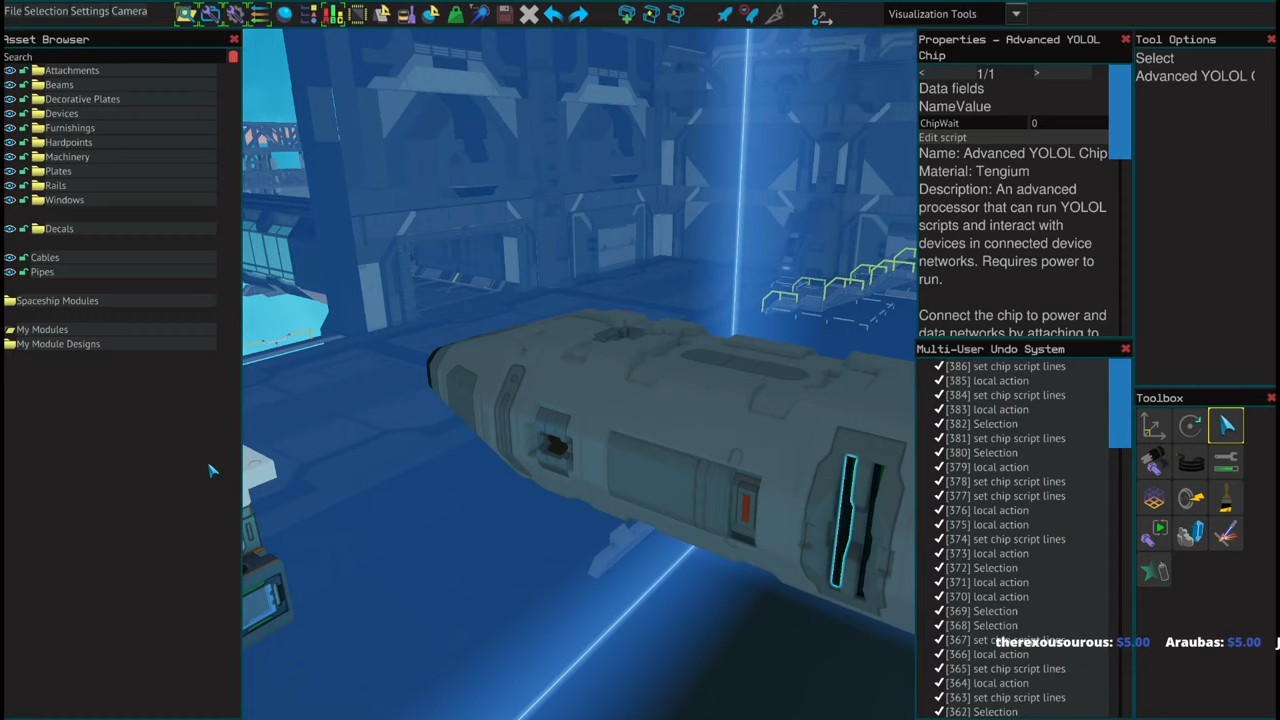 File Selection Settings Camera
Visualization Tools
Asset Browser
Search
Attachments
Beams
Decorative Plates
Devices
Furnishings
Hardpoints
Machinery
Plates
Rails
Windows
Decals
Cables
Pipes
Spaceship Modules
My Modules
My Module Designs
Properties - Advanced YOLOL
Chip
< 1/1 >
Data fields
NameValue
ChipWait 0
Edit script
Name: Advanced YOLOL Chip
Material: Tengium
Description: An advanced
processor that can run YOLOL
scripts and interact with
devices in connected device
networks. Requires power to
run.
Connect the chip to power and
data networks by attaching to
Multi-User Undo System
[386] set chip script lines
[385] local action
[384] set chip script lines
[383] local action
[382] Selection
[381] set chip script lines
[380] Selection
[379] local action
[378] set chip script lines
[377] set chip script lines
[376] local action
[375] local action
[374] set chip script lines
[373] local action
[372] Selection
[371] local action
[370] local action
[369] Selection
[368] Selection
[367] set chip script lines
[366] local action
[365] set chip script lines
[364] local action
[363] set chip script lines
[362] Selection
Tool Options
Select
Advanced YOLOL (
Toolbox
therexousourous: $5.00 Araubas: $5.00 J